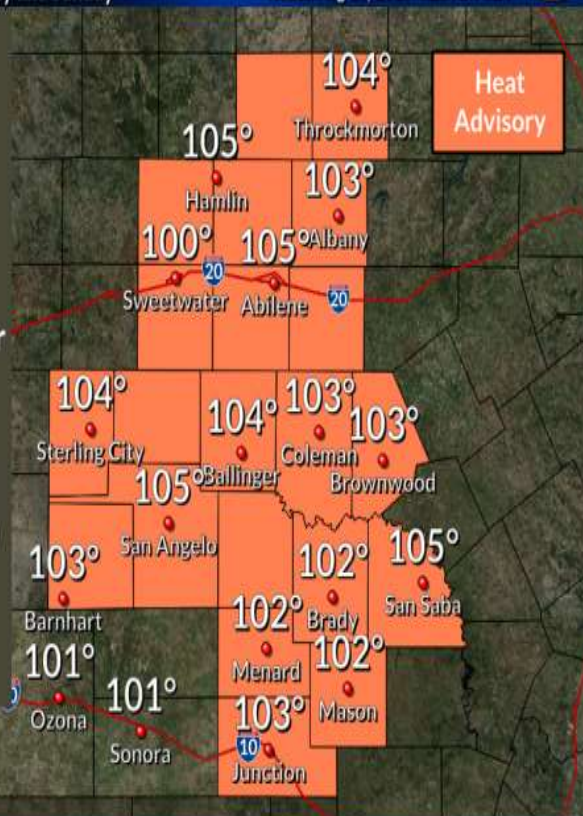 Heat
Advisory
104°
Throckmorton
105°
Hamlin
103°
Albany
100°
Sweetwater
20
105°
Abilene
20
104°
Sterling City
104°
Ballinger
103°
Coleman
103°
Brownwood
105°
San Angelo
103°
Barnhart
102°
Brady
105°
San Saba
102°
Menard
102°
Mason
101°
Ozona
101°
Sonora
103°
10
Junction